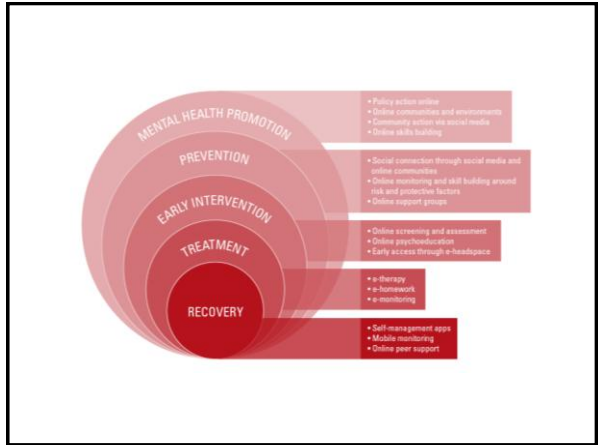 MENTAL HEALTH PROMOTION
• Policy action online
• Online communities and environments
• Community action via social media
• Online skills building
PREVENTION
• Social connection through social media and
online communities
• Online monitoring and skill building around
risk and protective factors
• Online support groups
EARLY INTERVENTION
• Online screening and assessment
• Online psychoeducation
• Early access through e-headspace
TREATMENT
• e-therapy
• e-homework
• e-monitoring
RECOVERY
• Self-management apps
• Mobile monitoring
• Online peer support